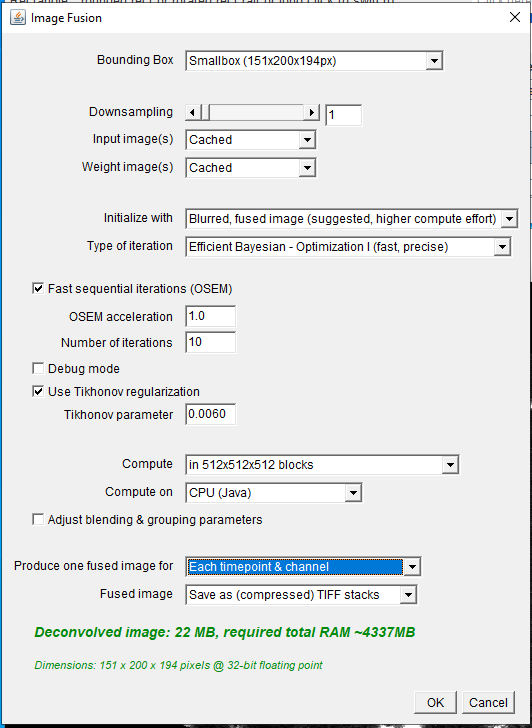 Image Fusion
Bounding Box Smallbox (151x200x194px)
Downsampling 1
Input image(s) Cached
Weight image(s) Cached
Initialize with Blurred, fused image (suggested, higher compute effort)
Type of iteration Efficient Bayesian - Optimization I (fast, precise)
Fast sequential iterations (OSEM)
OSEM acceleration 1.0
Number of iterations 10
Debug mode
Use Tikhonov regularization
Tikhonov parameter 0.0060
Compute in 512x512x512 blocks
Compute on CPU (Java)
Adjust blending & grouping parameters
Produce one fused image for Each timepoint & channel
Fused image Save as (compressed) TIFF stacks
Deconvolved image: 22 MB, required total RAM ~4337MB
Dimensions: 151 x 200 x 194 pixels @ 32-bit floating point
OK Cancel